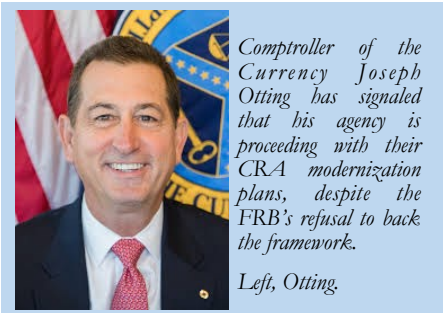 Comptroller of the
Currency Joseph
Otting has signaled
that his agency is
proceeding with their
CRA modernization
plans, despite the
FRB's refusal to back
the framework.
Left, Otting.